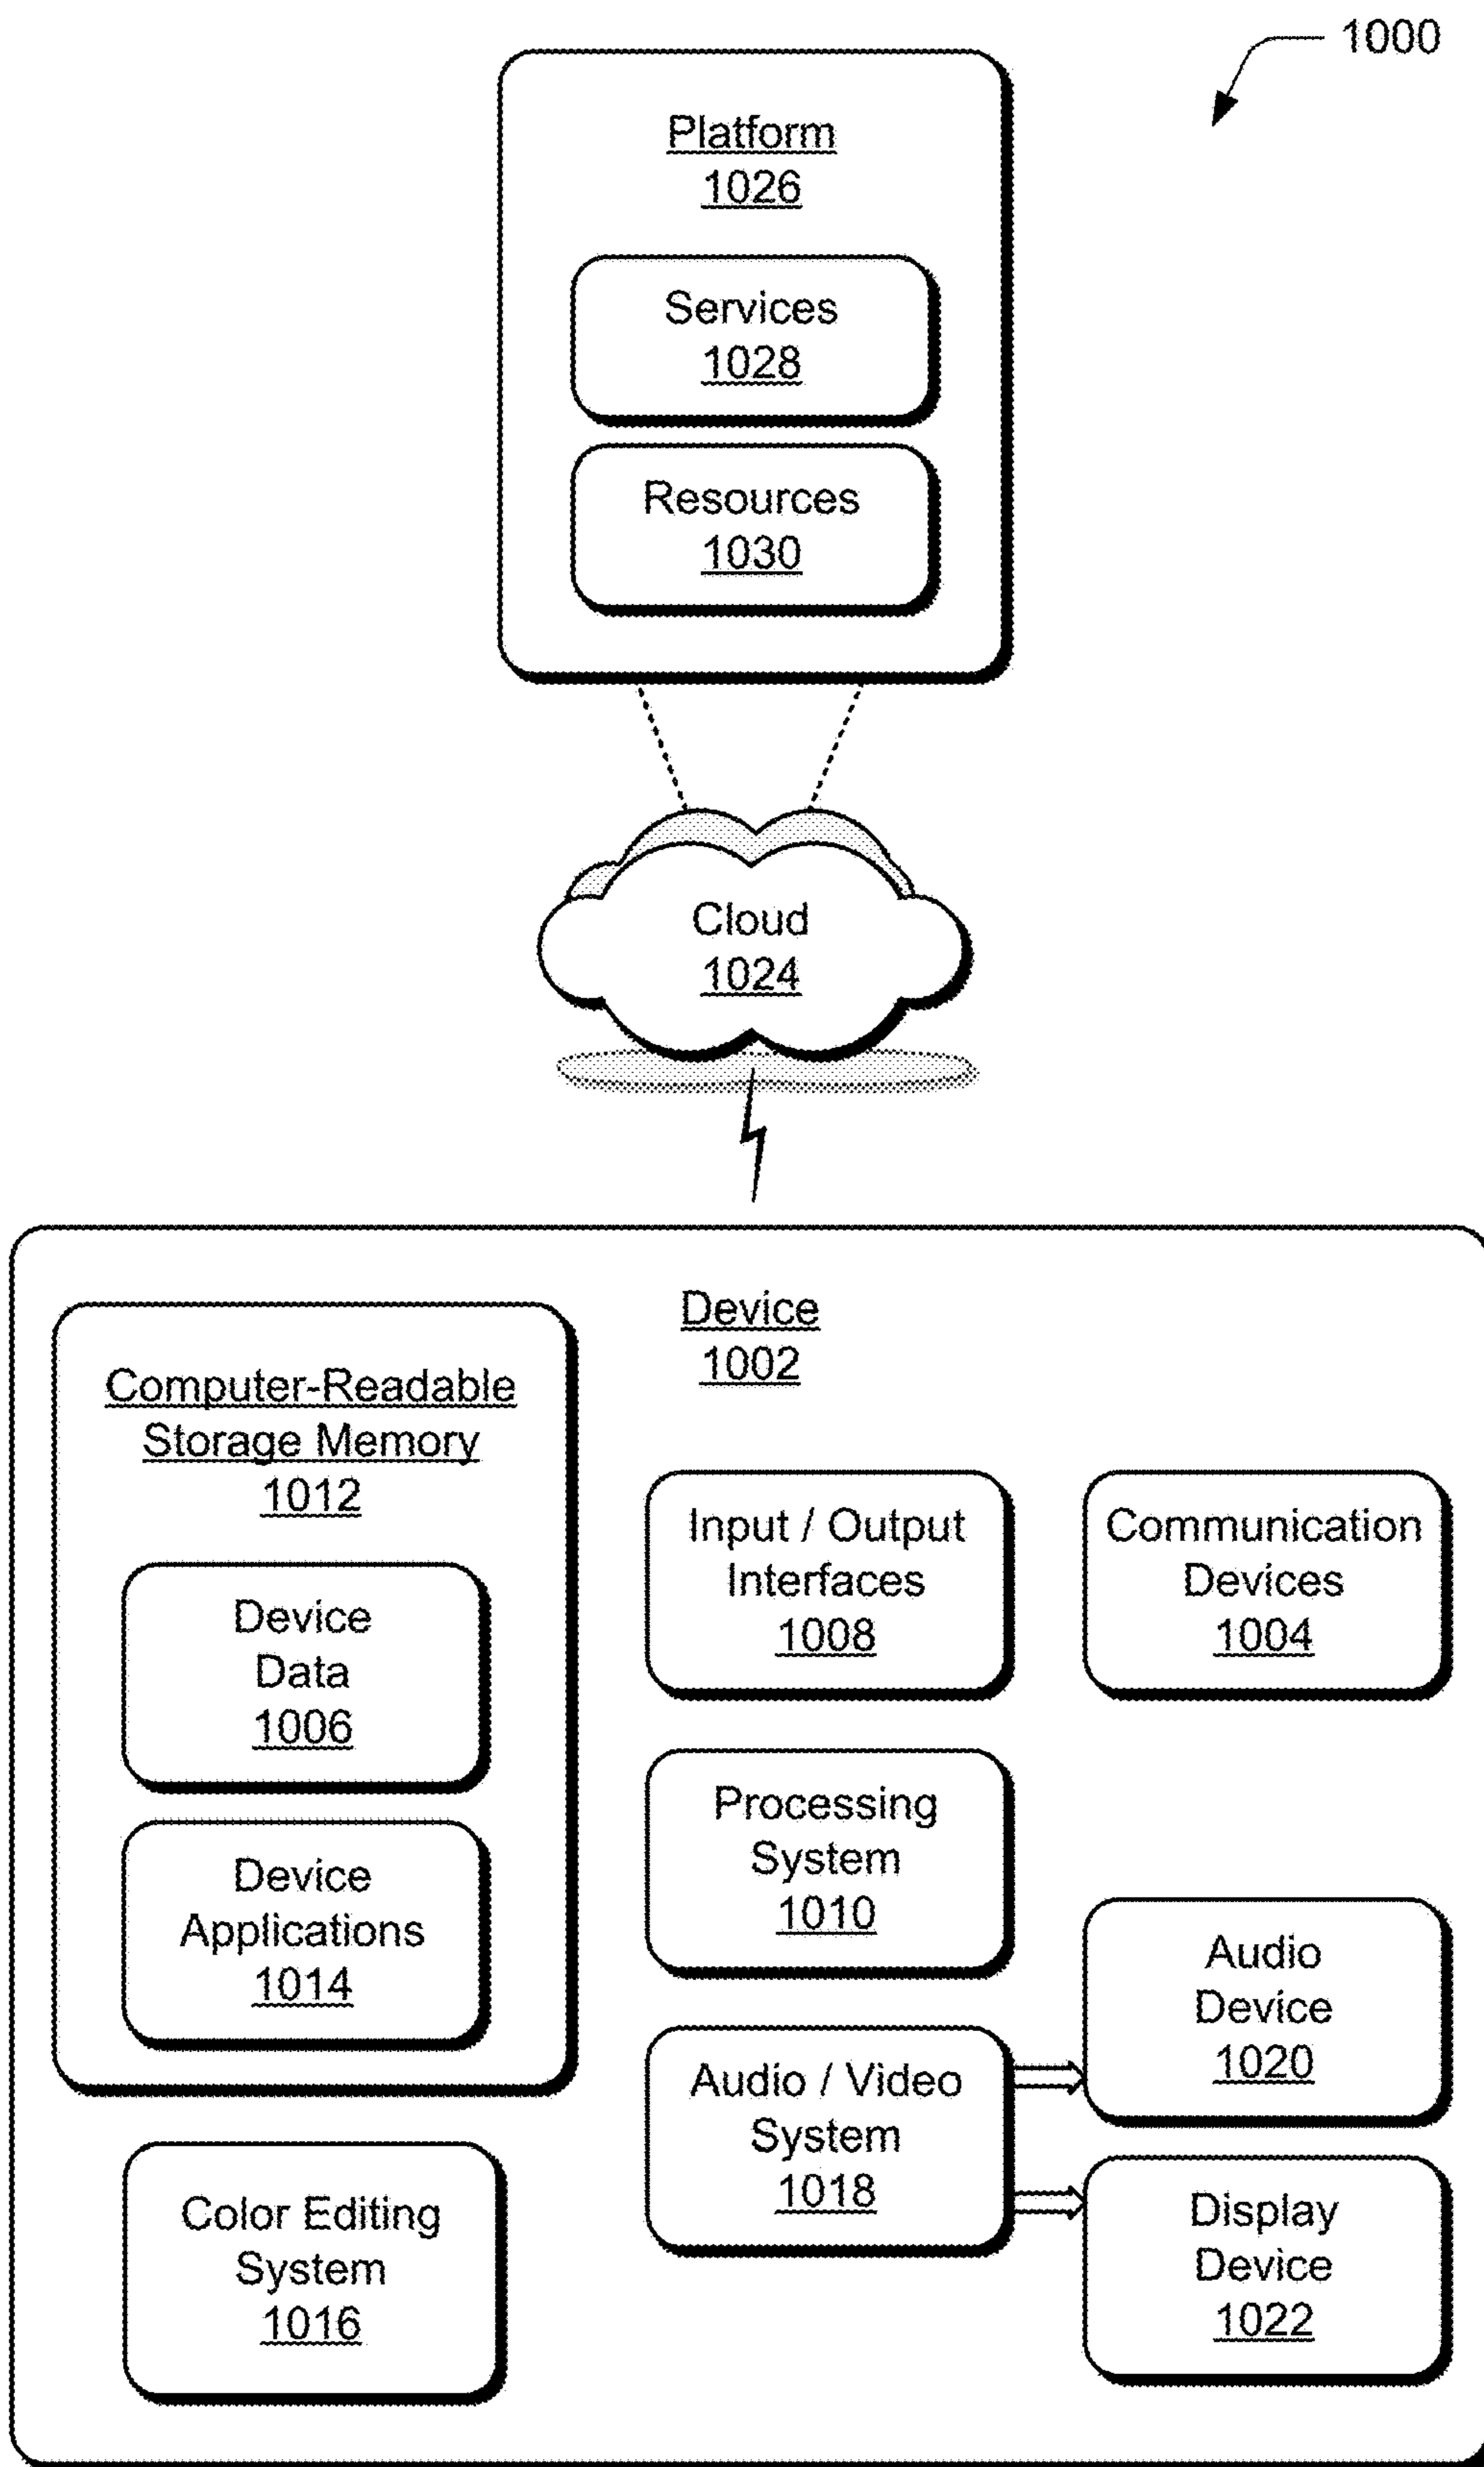 1000
Platform
1026
Services
1028
Resources
1030
Cloud
1024
Device
1002
Computer-Readable
Storage Memory
1012
Device
Data
1006
Device
Applications
1014
Color Editing
System
1016
Input / Output
Interfaces
1008
Processing
System
1010
Audio / Video
System
1018
Communication
Devices
1004
Audio
Device
1020
Display
Device
1022